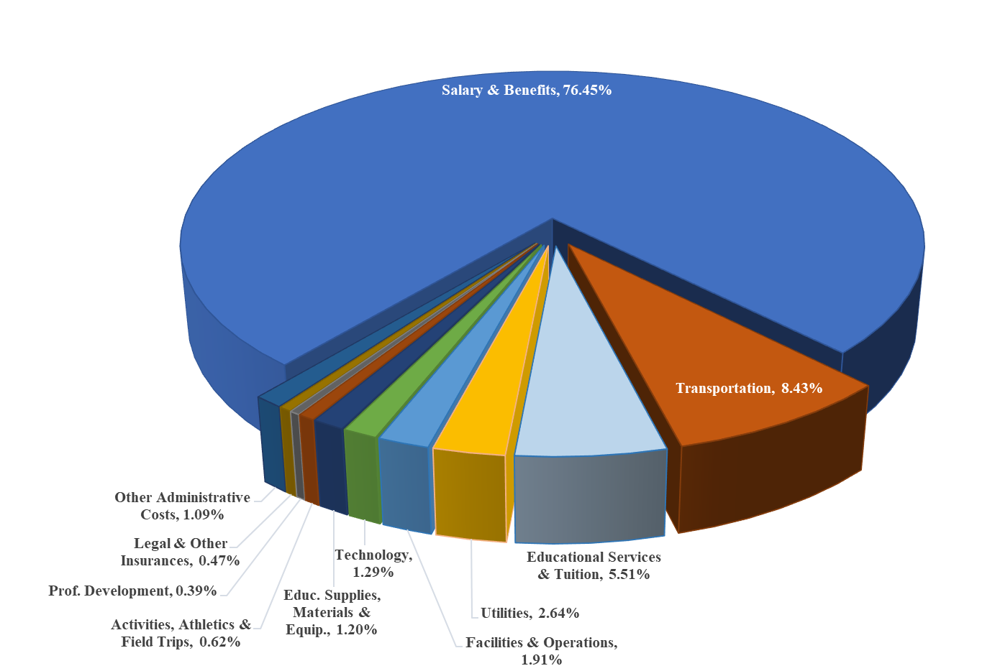 Salary & Benefits, 76.45%
Transportation, 8.43%
Other Administrative
Costs, 1.09%
Legal & Other
Insurances, 0.47%
Prof. Development, 0.39%
Activities, Athletics &
Field Trips, 0.62%
Technology,
1.29%
Educ. Supplies,
Materials &
Equip., 1.20%
Educational Services
& Tuition, 5.51%
Utilities, 2.64%
Facilities & Operations,
1.91%